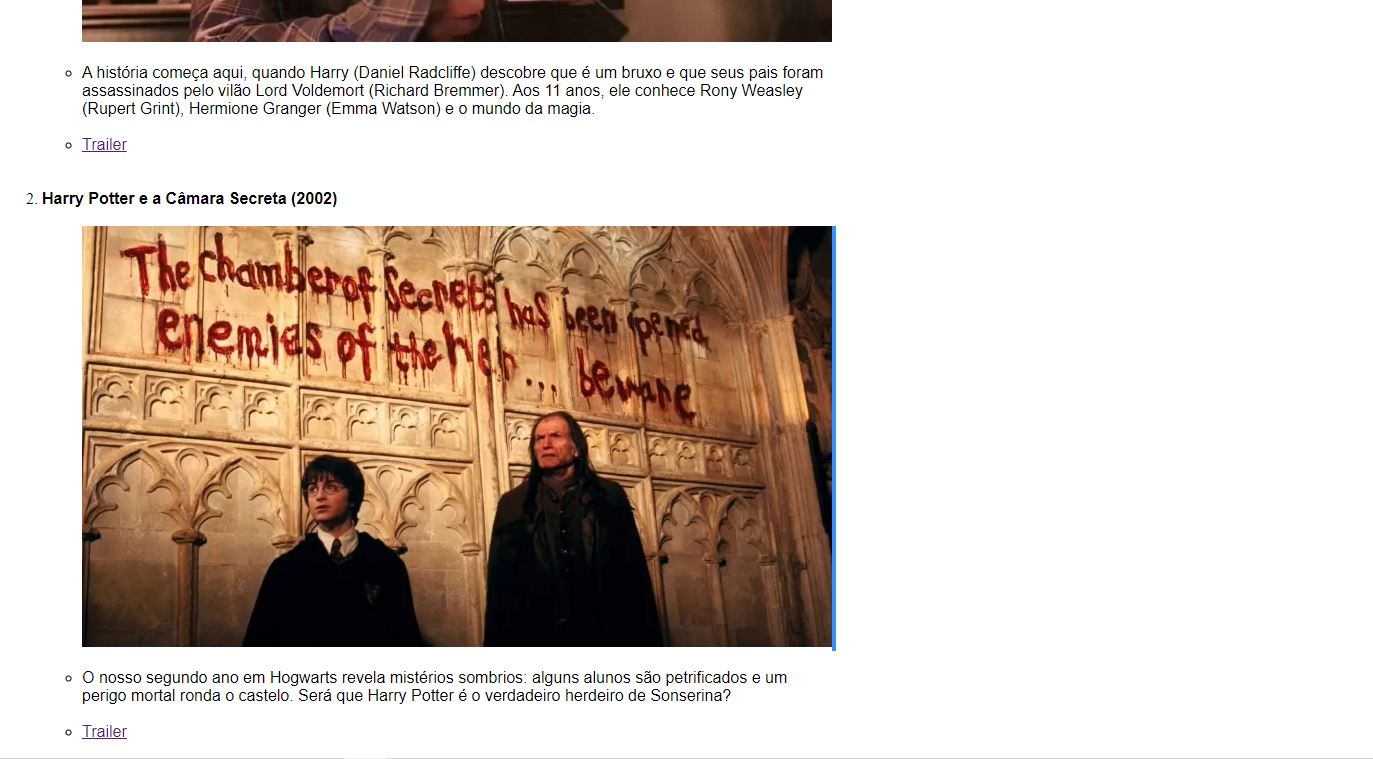 A história começa aqui, quando Harry (Daniel Radcliffe) descobre que é um bruxo e que seus pais foram
assassinados pelo vilão Lord Voldemort (Richard Bremmer). Aos 11 anos, ele conhece Rony Weasley
(Rupert Grint), Hermione Granger (Emma Watson) e o mundo da magia.
Trailer
2. Harry Potter e a Câmara Secreta (2002)
The chamber of Secrets has been opened
enemies of the heir... beware
O nosso segundo ano em Hogwarts revela mistérios sombrios: alguns alunos são petrificados e um
perigo mortal ronda o castelo. Será que Harry Potter é o verdadeiro herdeiro de Sonserina?
Trailer